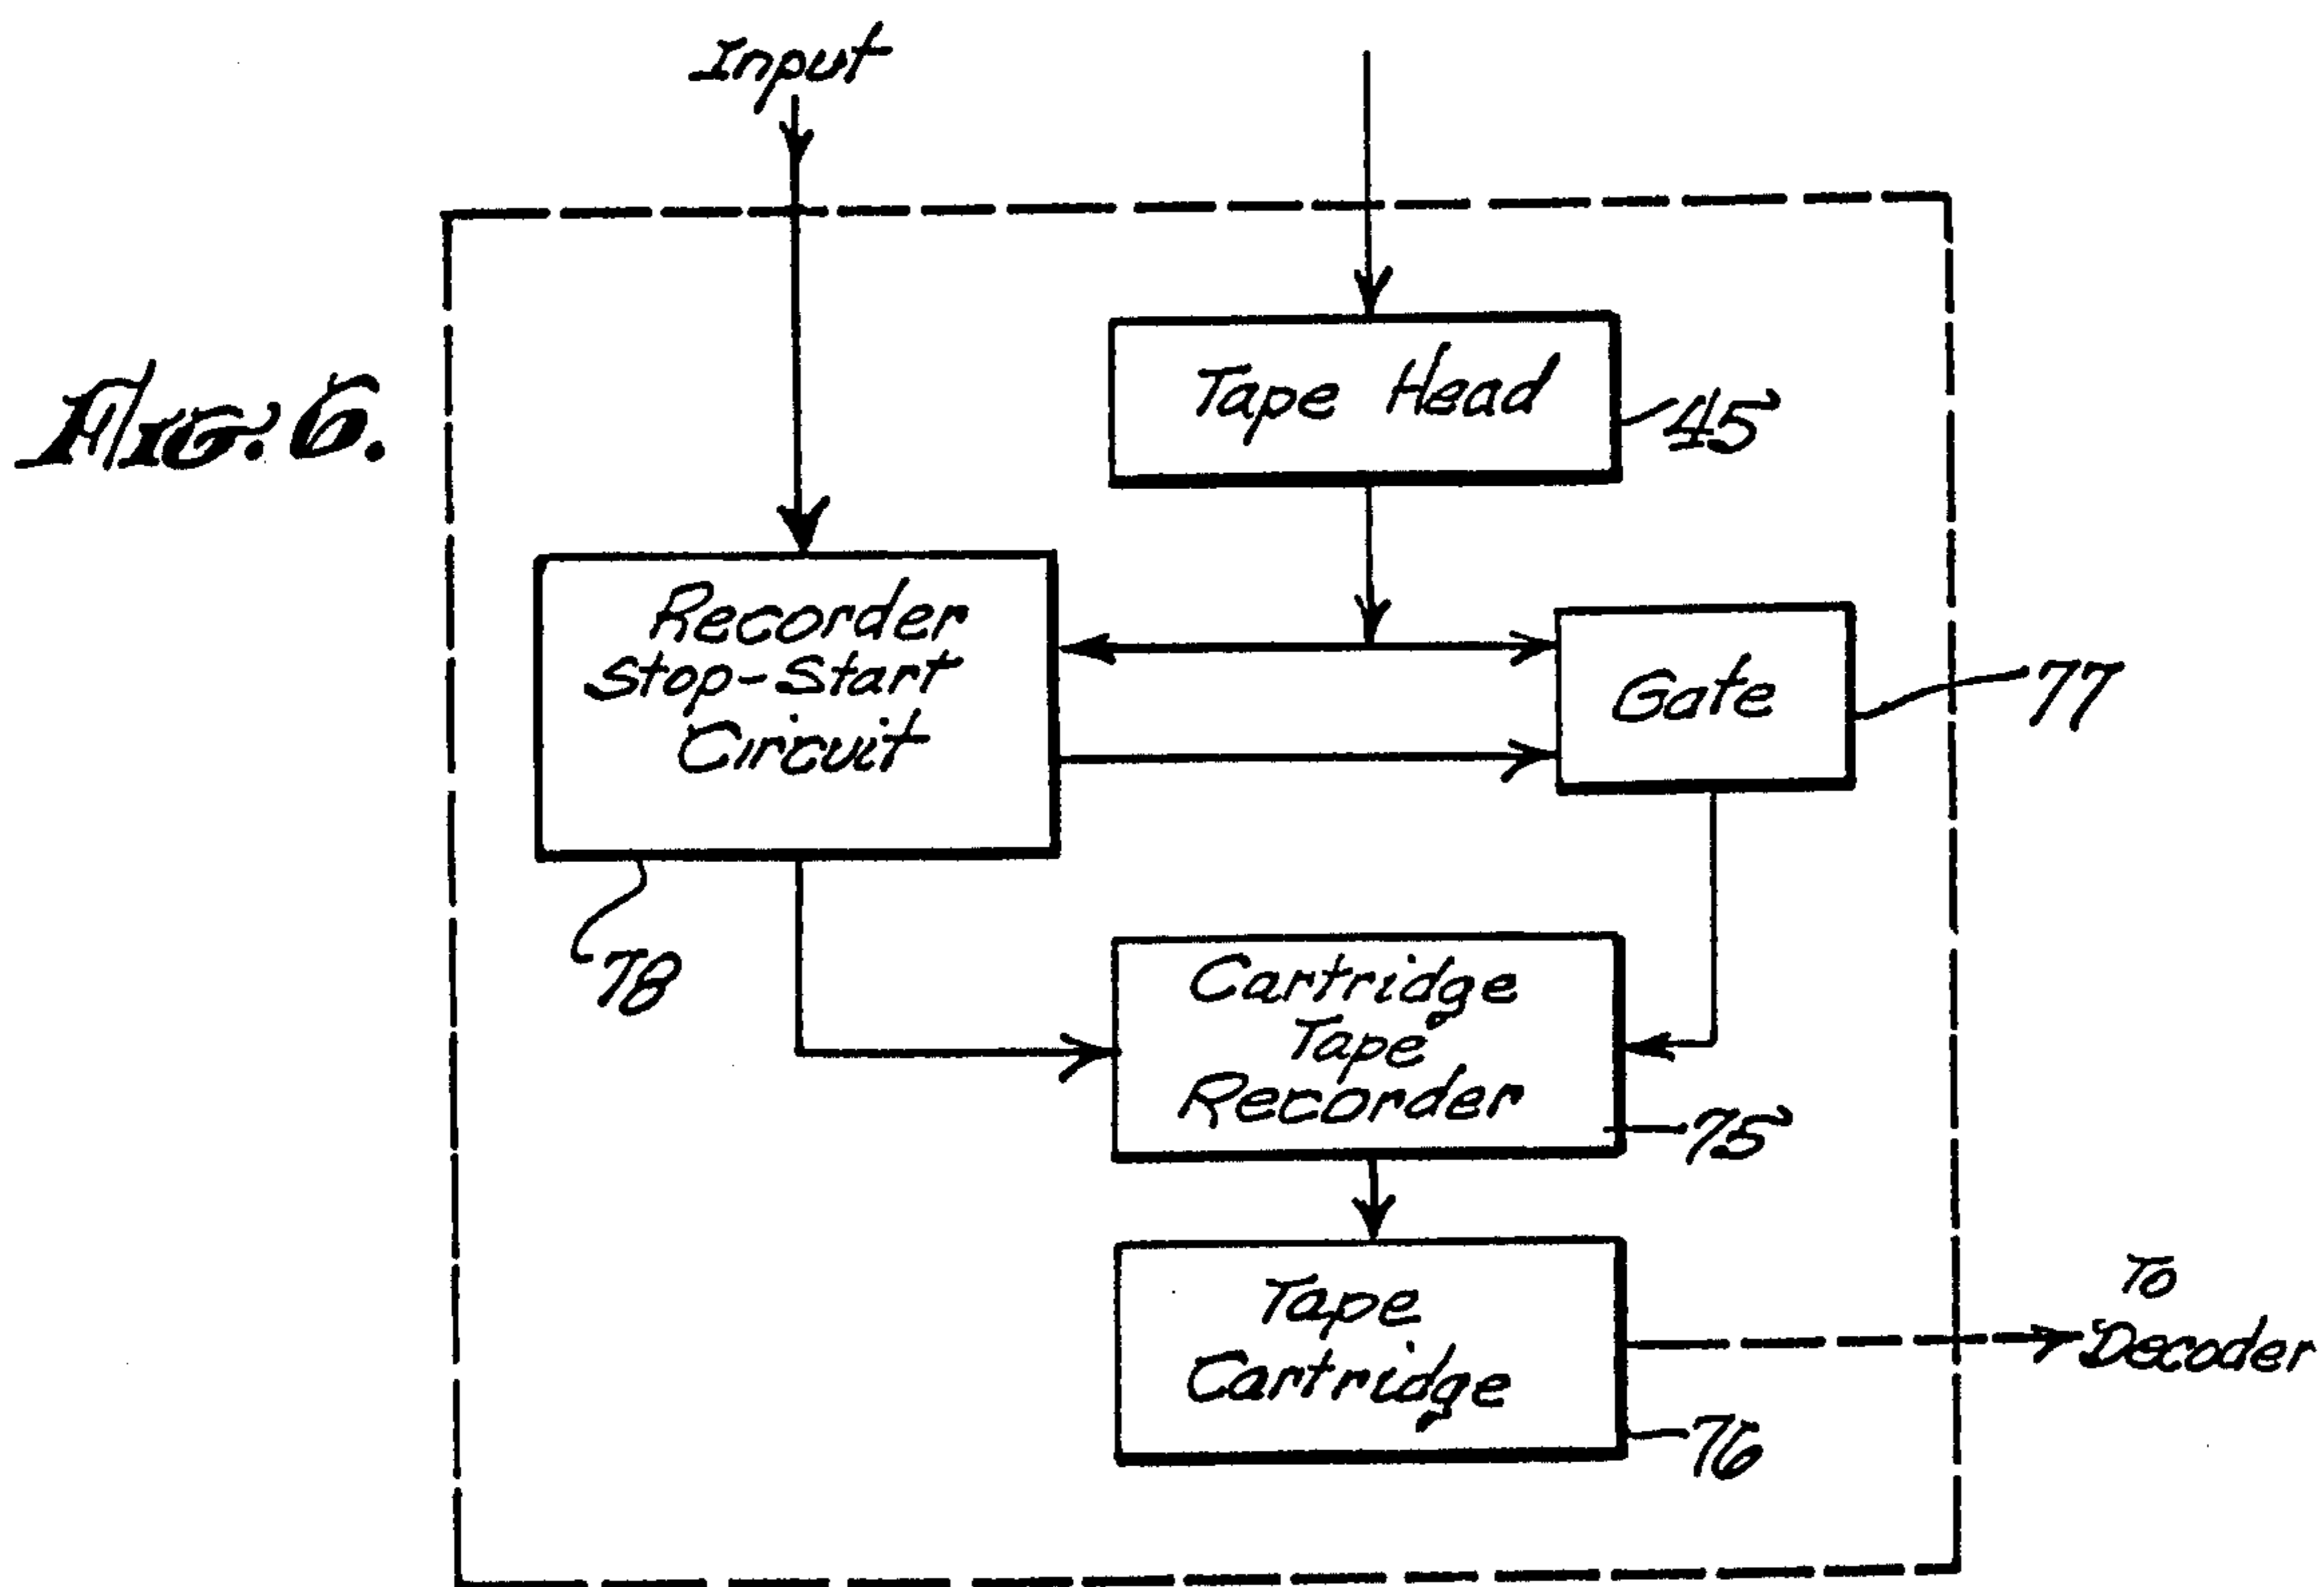 Input
Fig. 6.
Tape Head
45
Recorder
Stop-Start
Circuit
Gate
77
78
Cartridge
Tape
Recorder
75
Tape
Cartridge
76
To
Decoder